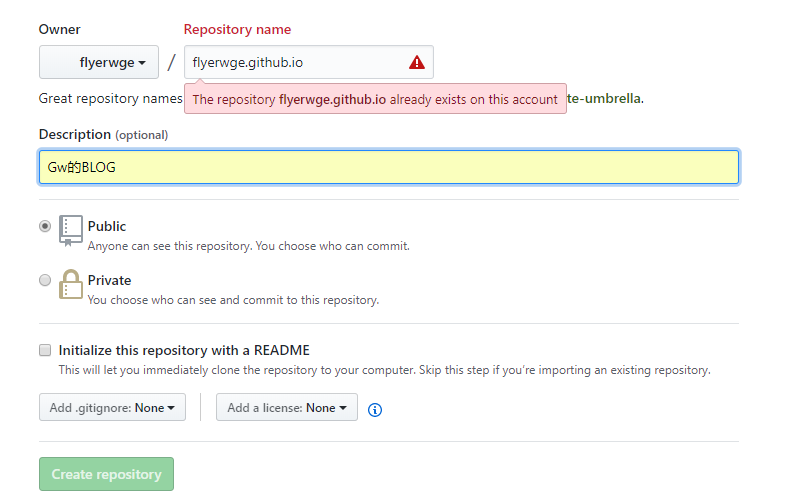 Owner
Repository name
flyerwge
/
flyerwge.github.io
The repository flyerwge.github.io already exists on this account
Great repository names te-umbrella.
Description (optional)
Gw的BLOG
Public
Anyone can see this repository. You choose who can commit.
Private
You choose who can see and commit to this repository.
Initialize this repository with a README
This will let you immediately clone the repository to your computer. Skip this step if you're importing an existing repository.
Add .gitignore: None
Add a license: None
Create repository